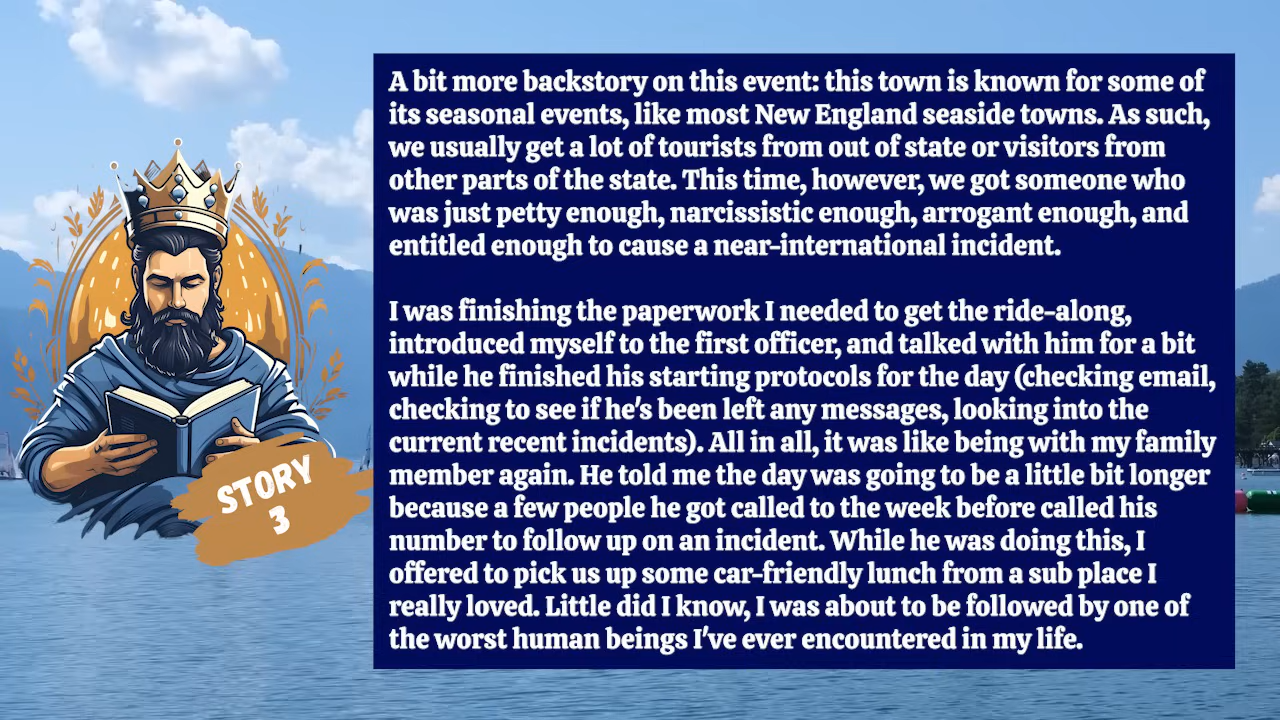 A bit more backstory on this event: this town is known for some of
its seasonal events, like most New England seaside towns. As such,
we usually get a lot of tourists from out of state or visitors from
other parts of the state. This time, however, we got someone who
was just petty enough, narcissistic enough, arrogant enough, and
entitled enough to cause a near-international incident.
I was finishing the paperwork I needed to get the ride-along,
introduced myself to the first officer, and talked with him for a bit
while he finished his starting protocols for the day (checking email,
checking to see if he's been left any messages, looking into the
current recent incidents). All in all, it was like being with my family
member again. He told me the day was going to be a little bit longer
because a few people he got called to the week before called his
number to follow up on an incident. While he was doing this, I
offered to pick us up some car-friendly lunch from a sub place I
really loved. Little did I know, I was about to be followed by one of
the worst human beings I've ever encountered in my life.
STORY
3